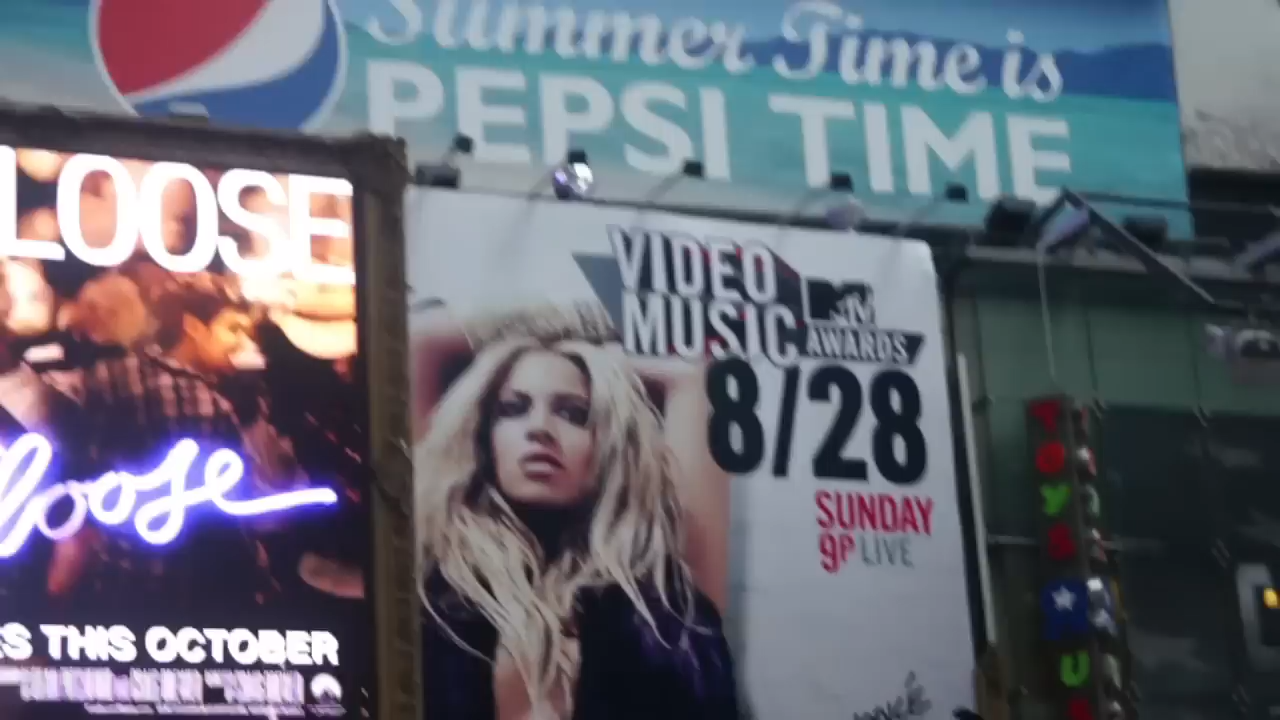 Summer Time is
PEPSI TIME
LOOSE
loose
ES THIS OCTOBER
VIDEO
MUSIC
MTV
AWARDS
8/28
SUNDAY
9P LIVE
TOYS
U